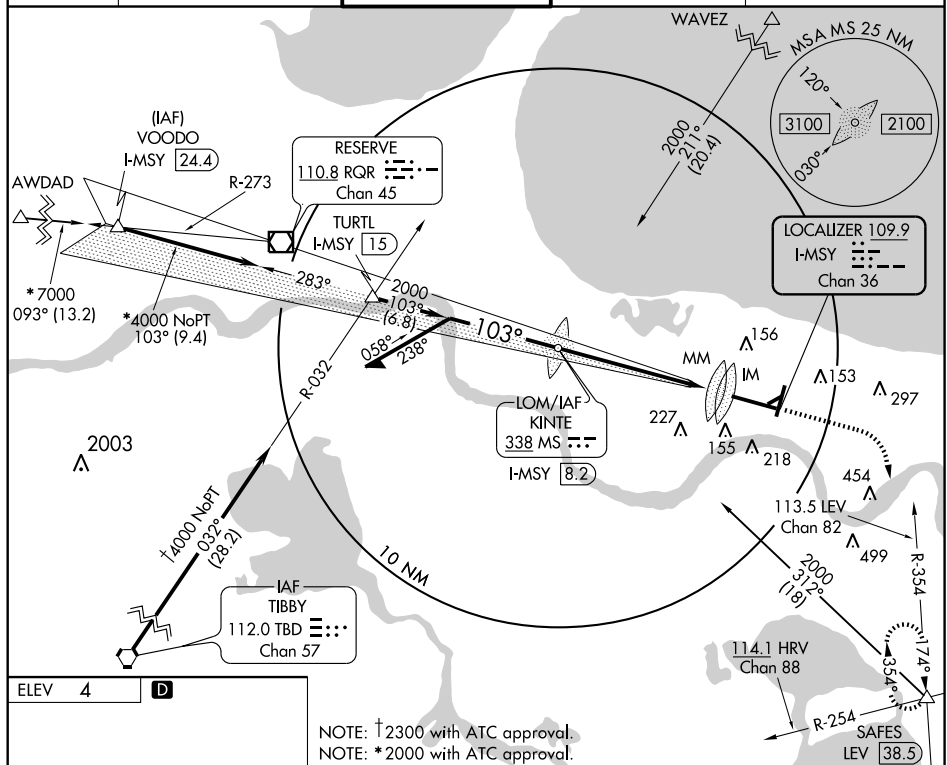 WAVEZ
MSA MS 25 NM
120°
3100
2100
030°
2000
211°
(20.4)
(IAF)
VOODO
I-MSY 24.4
R-273
RESERVE
110.8 RQR
Chan 45
AWDAD
TURTL
I-MSY 15
LOCALIZER 109.9
I-MSY
Chan 36
* 7000
093° (13.2)
*4000 NoPT
103° (9.4)
283°
2000
103°
(6.8)
103°
058°
238°
R-032
MM
IM
156
153
297
227
155
218
LOM/IAF
KINTE
338 MS
I-MSY 8.2
2003
454
113.5 LEV
Chan 82
499
†4000 NoPT
032°
(28.2)
10 NM
2000
312°
(18)
R-354
IAF
TIBBY
112.0 TBD
Chan 57
114.1 HRV
Chan 88
354°
174°
R-254
SAFES
LEV 38.5
ELEV 4
D
NOTE: †2300 with ATC approval.
NOTE: *2000 with ATC approval.